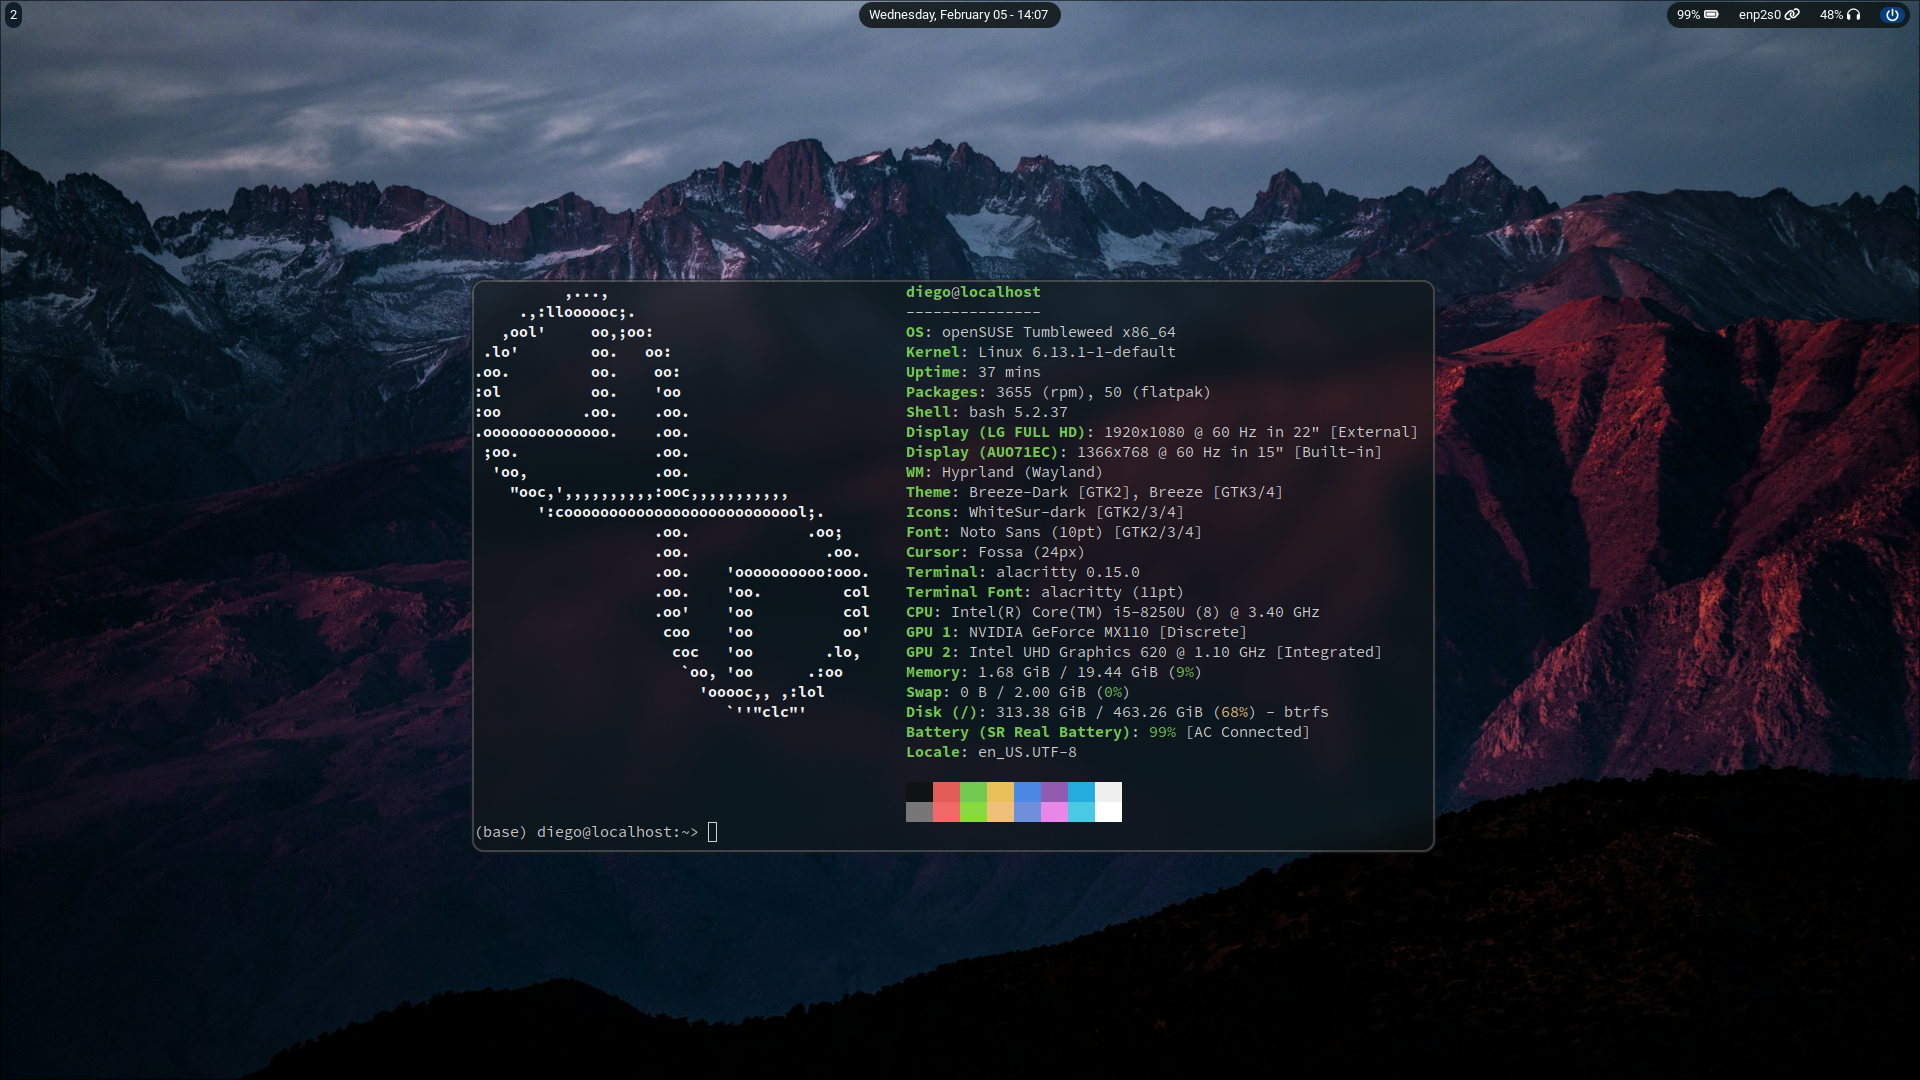 2
Wednesday, February 05 - 14:07
99% enp2s0 48%
         ,...,
    .,:lloooooc;.
  ,ool'     oo,;oo:
.lo'        oo.   oo:
.oo.         oo.    oo:
:ol          oo.    'oo
:oo         .oo.    .oo.
.oooooooooooooo.    .oo.
;oo.               .oo.
'oo,              .oo.
"ooc,',,,,,,,,,,:ooc,,,,,,,,,,,
':cooooooooooooooooooooooooool;.
.oo.             .oo;
.oo.               .oo.
.oo.    'oooooooooo:ooo.
.oo.    'oo.         col
.oo'    'oo          col
coo    'oo          oo'
coc   'oo        .lo,
`oo, 'oo      .:oo
'ooooc,, ,:lol
`''"clc"'
diego@localhost
---------------
OS: openSUSE Tumbleweed x86_64
Kernel: Linux 6.13.1-1-default
Uptime: 37 mins
Packages: 3655 (rpm), 50 (flatpak)
Shell: bash 5.2.37
Display (LG FULL HD): 1920x1080 @ 60 Hz in 22" [External]
Display (AUO71EC): 1366x768 @ 60 Hz in 15" [Built-in]
WM: Hyprland (Wayland)
Theme: Breeze-Dark [GTK2], Breeze [GTK3/4]
Icons: WhiteSur-dark [GTK2/3/4]
Font: Noto Sans (10pt) [GTK2/3/4]
Cursor: Fossa (24px)
Terminal: alacritty 0.15.0
Terminal Font: alacritty (11pt)
CPU: Intel(R) Core(TM) i5-8250U (8) @ 3.40 GHz
GPU 1: NVIDIA GeForce MX110 [Discrete]
GPU 2: Intel UHD Graphics 620 @ 1.10 GHz [Integrated]
Memory: 1.68 GiB / 19.44 GiB (9%)
Swap: 0 B / 2.00 GiB (0%)
Disk (/): 313.38 GiB / 463.26 GiB (68%) - btrfs
Battery (SR Real Battery): 99% [AC Connected]
Locale: en_US.UTF-8
(base) diego@localhost:~>